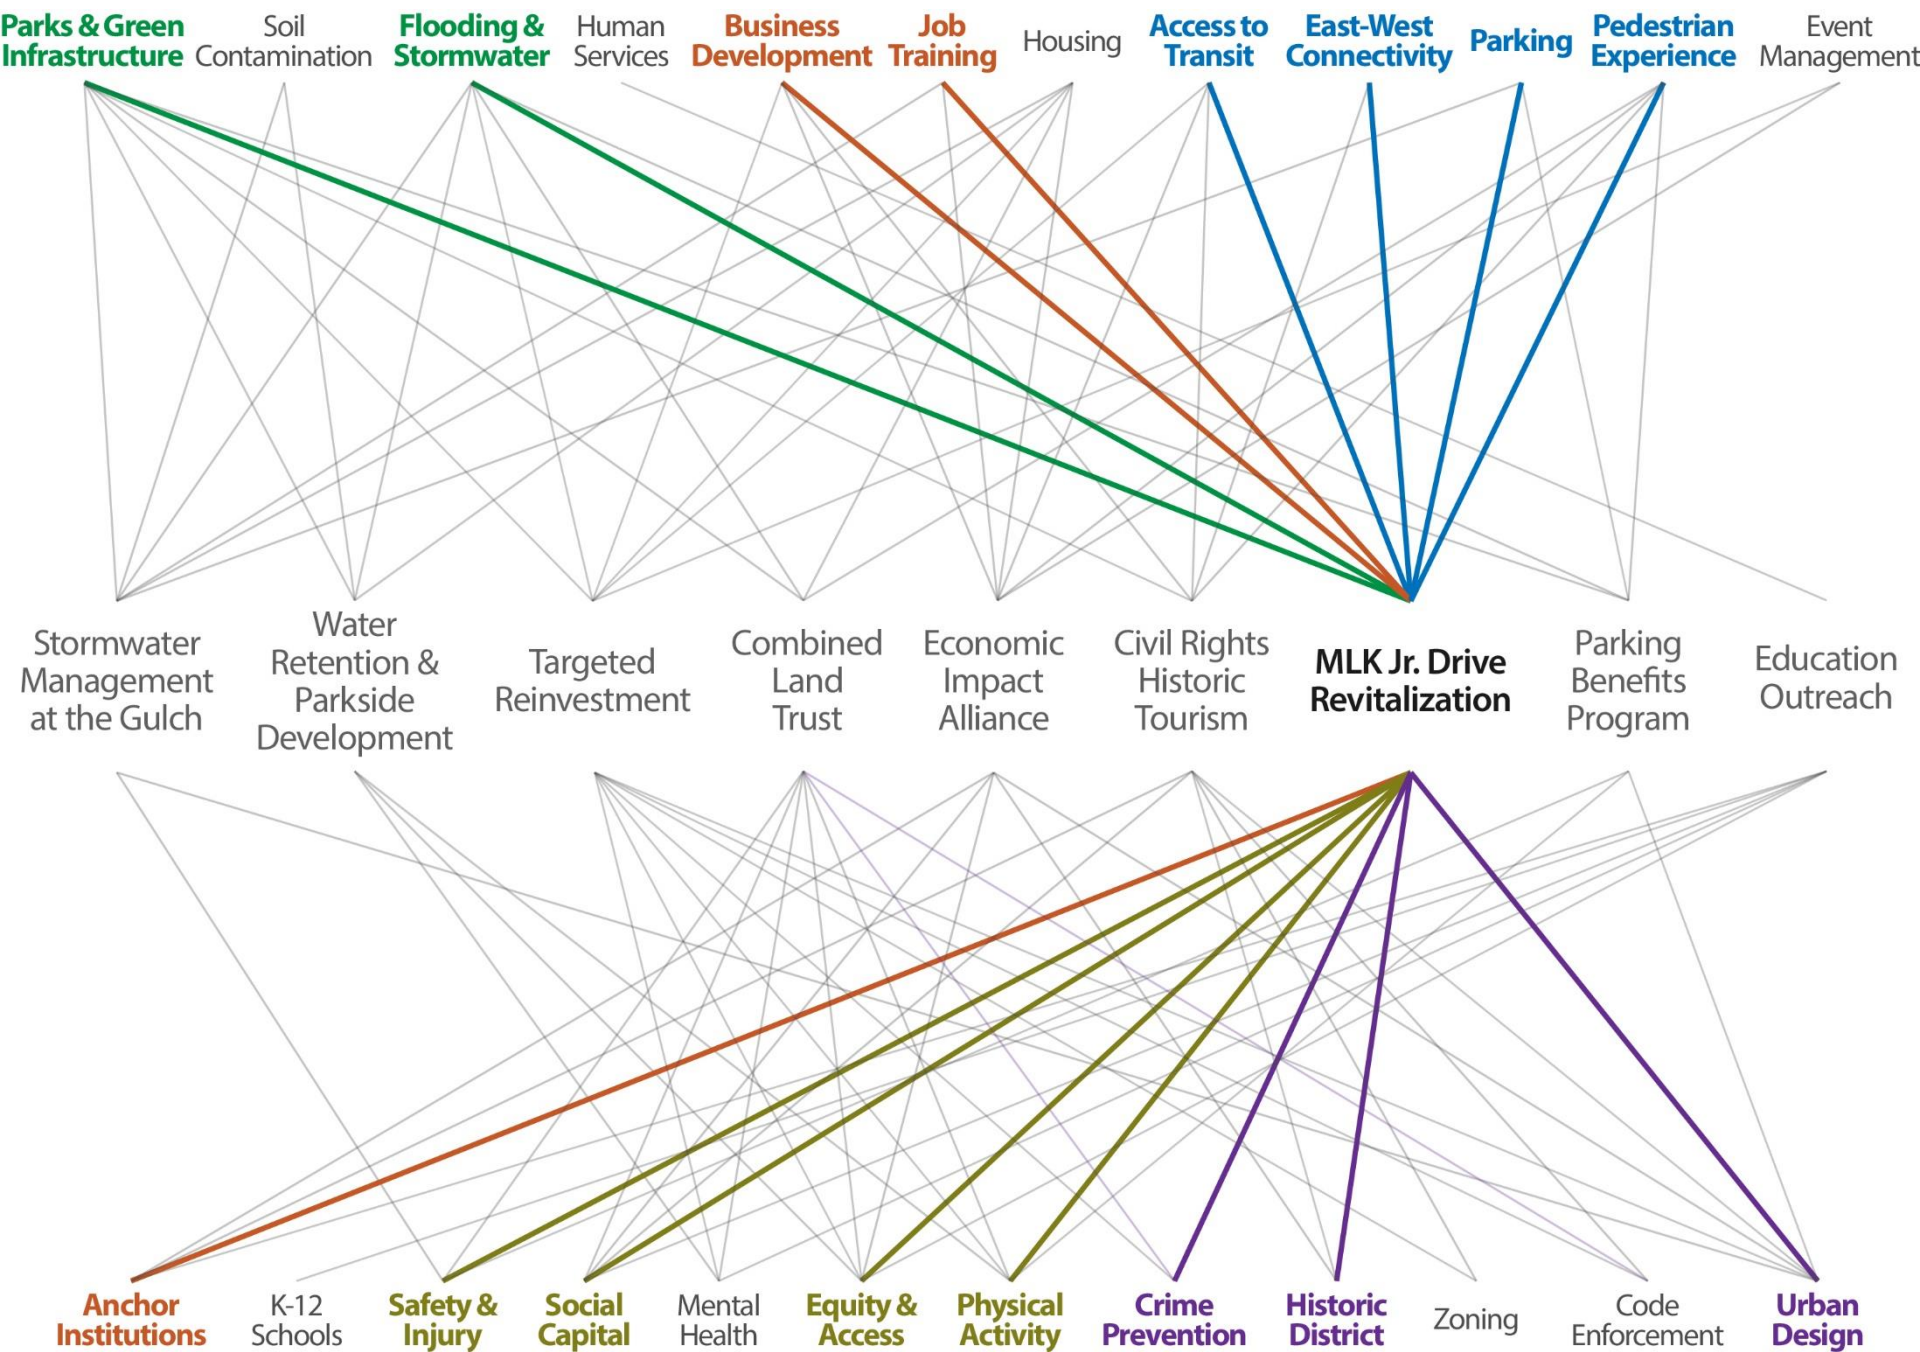 Parks & Green
Infrastructure
Soil
Contamination
Flooding &
Stormwater
Human
Services
Business
Development
Job
Training
Housing
Access to
Transit
East-West
Connectivity
Parking
Pedestrian
Experience
Event
Management
Stormwater
Management
at the Gulch
Water
Retention &
Parkside
Development
Targeted
Reinvestment
Combined
Land
Trust
Economic
Impact
Alliance
Civil Rights
Historic
Tourism
MLK Jr. Drive
Revitalization
Parking
Benefits
Program
Education
Outreach
Anchor
Institutions
K-12
Schools
Safety &
Injury
Social
Capital
Mental
Health
Equity &
Access
Physical
Activity
Crime
Prevention
Historic
District
Zoning
Code
Enforcement
Urban
Design